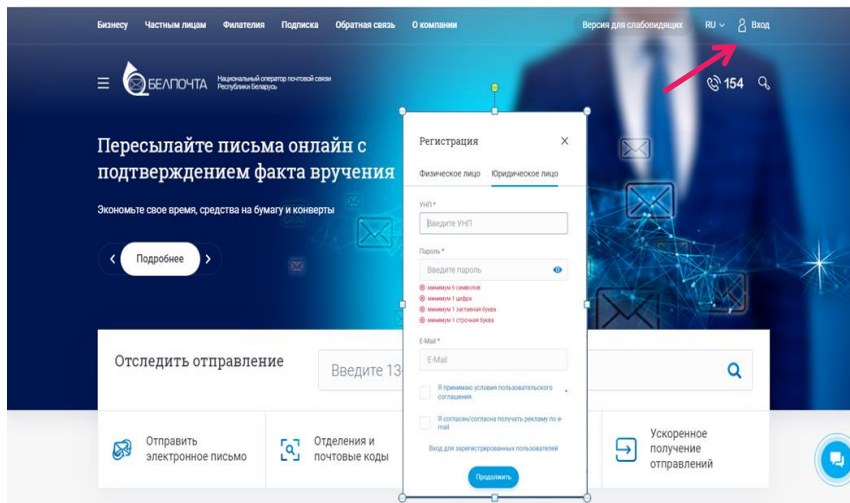 Бизнесу Частным лицам Филателия Подписка Обратная связь О компании Версия для слабовидящих RU Вход
БЕЛПОЧТА
Национальный оператор почтовой связи
Республики Беларусь
154
Пересылайте письма онлайн с
подтверждением факта вручения
Экономьте свое время, средства на бумагу и конверты
Подробнее
Регистрация
Физическое лицо Юридическое лицо
УНП *
Введите УНП
Пароль *
Введите пароль
минимум 6 символов
минимум 1 цифра
минимум 1 заглавная буква
минимум 1 строчная буква
E-Mail *
E-Mail
Я принимаю условия пользовательского *
соглашения
Я согласен/согласна получать рекламу по e-
mail
Вход для зарегистрированных пользователей
Продолжить
Отследить отправление
Введите 13-
Отправить
электронное письмо
Отделения и
почтовые коды
Ускоренное
получение
отправлений